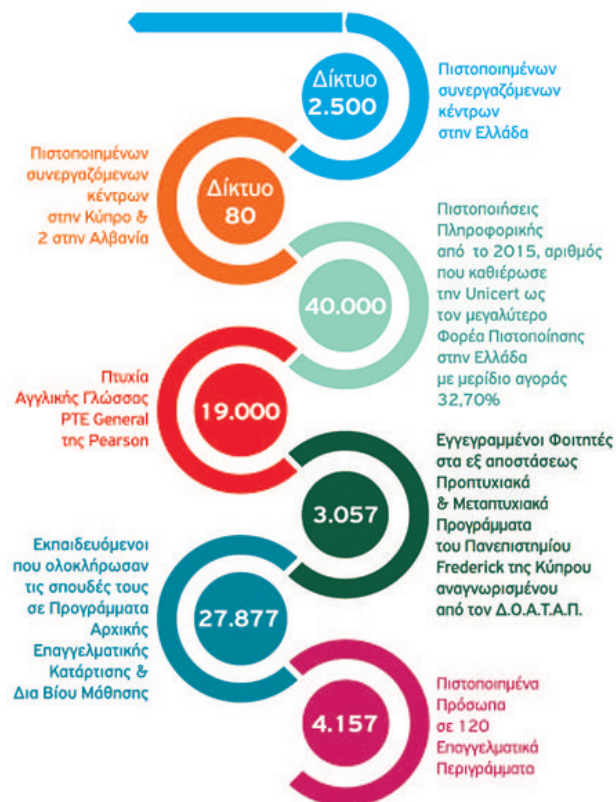 Δίκτυο
2.500
Πιστοποιημένων
συνεργαζόμενων
κέντρων
στην Ελλάδα
Πιστοποιημένων
συνεργαζόμενων
κέντρων
στην Κύπρο &
2 στην Αλβανία
Δίκτυο
80
40.000
Πιστοποιήσεις
Πληροφορικής
από το 2015, αριθμός
που καθιέρωσε
την Unicert ως
τον μεγαλύτερο
Φορέα Πιστοποίησης
στην Ελλάδα
με μερίδιο αγοράς
32,70%
Πτυχία
Αγγλικής Γλώσσας
PTE General
της Pearson
19.000
3.057
Εγγεγραμμένοι Φοιτητές
στα εξ αποστάσεως
Προπτυχιακά
& Μεταπτυχιακά
Προγράμματα
του Πανεπιστημίου
Frederick της Κύπρου
αναγνωρισμένου
από τον Δ.Ο.Α.Τ.Α.Π.
Εκπαιδευόμενοι
που ολοκλήρωσαν
τις σπουδές τους
σε Προγράμματα
Αρχικής
Επαγγελματικής
Κατάρτισης &
Δια Βίου Μάθησης
27.877
4.157
Πιστοποιημένα
Πρόσωπα
σε 120
Επαγγελματικά
Περιγράμματα